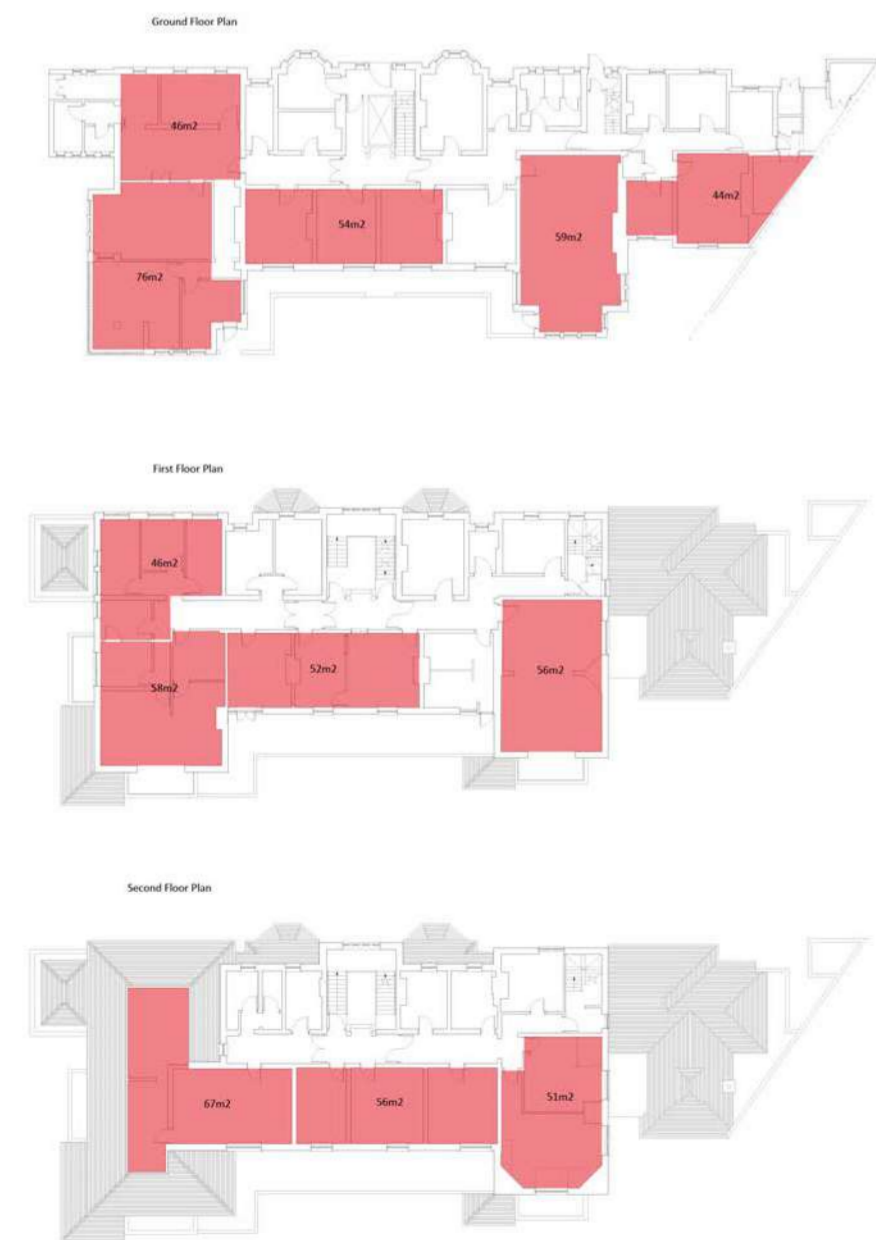 Ground Floor Plan
46m2
44m2
54m2
59m2
76m2
First Floor Plan
46m2
52m2
56m2
58m2
Second Floor Plan
67m2
56m2
51m2